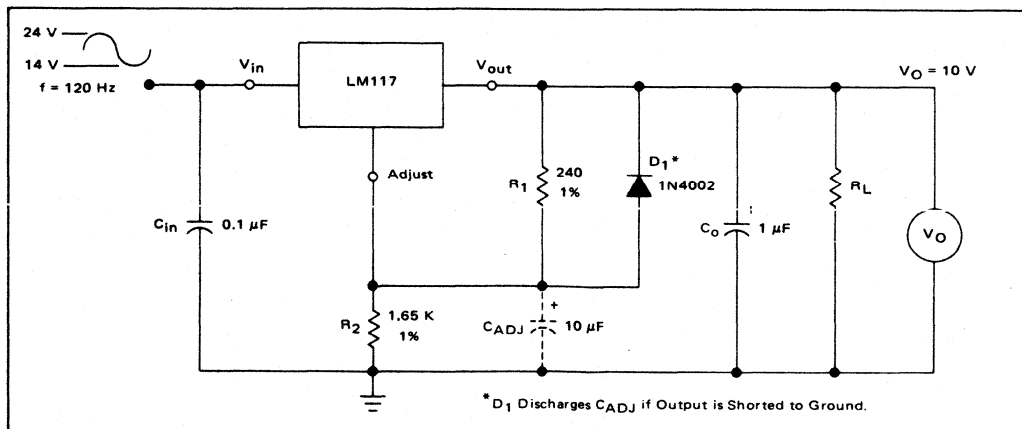 24 V
14 V
f = 120 Hz
Vin
LM117
Vout
VO = 10 V
Adjust
R1
240
1%
D1*
1N4002
Cin
0.1 µF
Co
1 µF
RL
VO
R2
1.65 K
1%
CADJ
+
10 µF
*D1 Discharges CADJ if Output is Shorted to Ground.